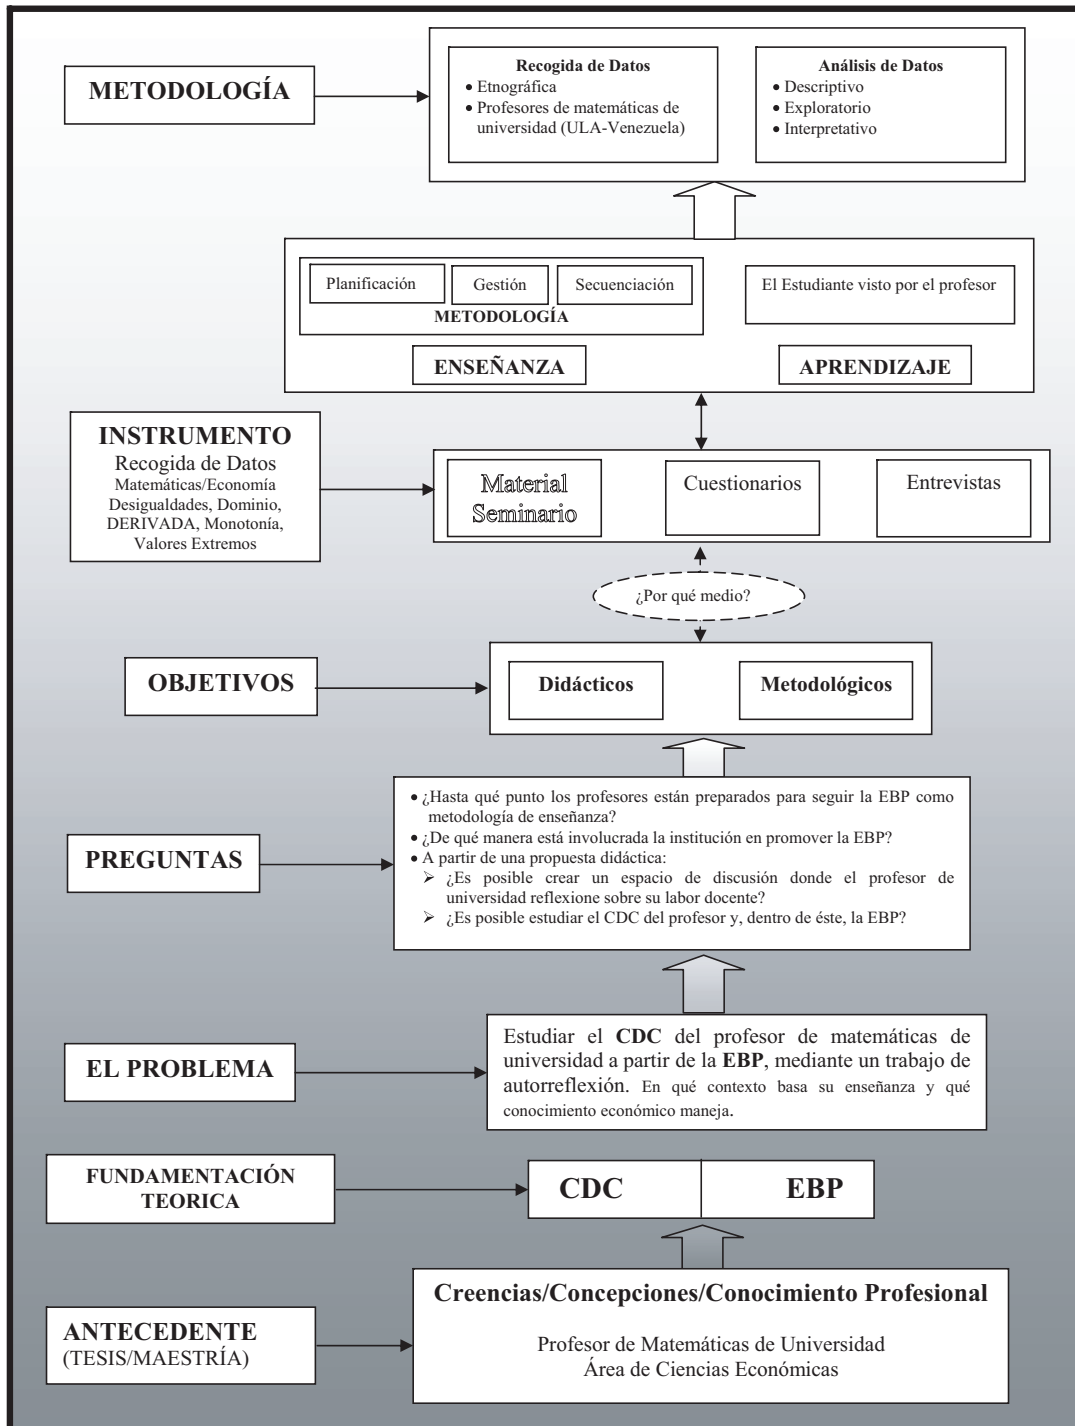 METODOLOGÍA
Recogida de Datos
• Etnográfica
• Profesores de matemáticas de
universidad (ULA-Venezuela)
Análisis de Datos
• Descriptivo
• Exploratorio
• Interpretativo
Planificación
Gestión
Secuenciación
METODOLOGÍA
El Estudiante visto por el profesor
ENSEÑANZA
APRENDIZAJE
INSTRUMENTO
Recogida de Datos
Matemáticas/Economía
Desigualdades, Dominio,
DERIVADA, Monotonía,
Valores Extremos
Material
Seminario
Cuestionarios
Entrevistas
¿Por qué medio?
OBJETIVOS
Didácticos
Metodológicos
PREGUNTAS
• ¿Hasta qué punto los profesores están preparados para seguir la EBP como
metodología de enseñanza?
• ¿De qué manera está involucrada la institución en promover la EBP?
• A partir de una propuesta didáctica:
➢ ¿Es posible crear un espacio de discusión donde el profesor de
universidad reflexione sobre su labor docente?
➢ ¿Es posible estudiar el CDC del profesor y, dentro de éste, la EBP?
EL PROBLEMA
Estudiar el CDC del profesor de matemáticas de
universidad a partir de la EBP, mediante un trabajo de
autorreflexión. En qué contexto basa su enseñanza y qué
conocimiento económico maneja.
FUNDAMENTACIÓN
TEORICA
CDC
EBP
ANTECEDENTE
(TESIS/MAESTRÍA)
Creencias/Concepciones/Conocimiento Profesional
Profesor de Matemáticas de Universidad
Área de Ciencias Económicas